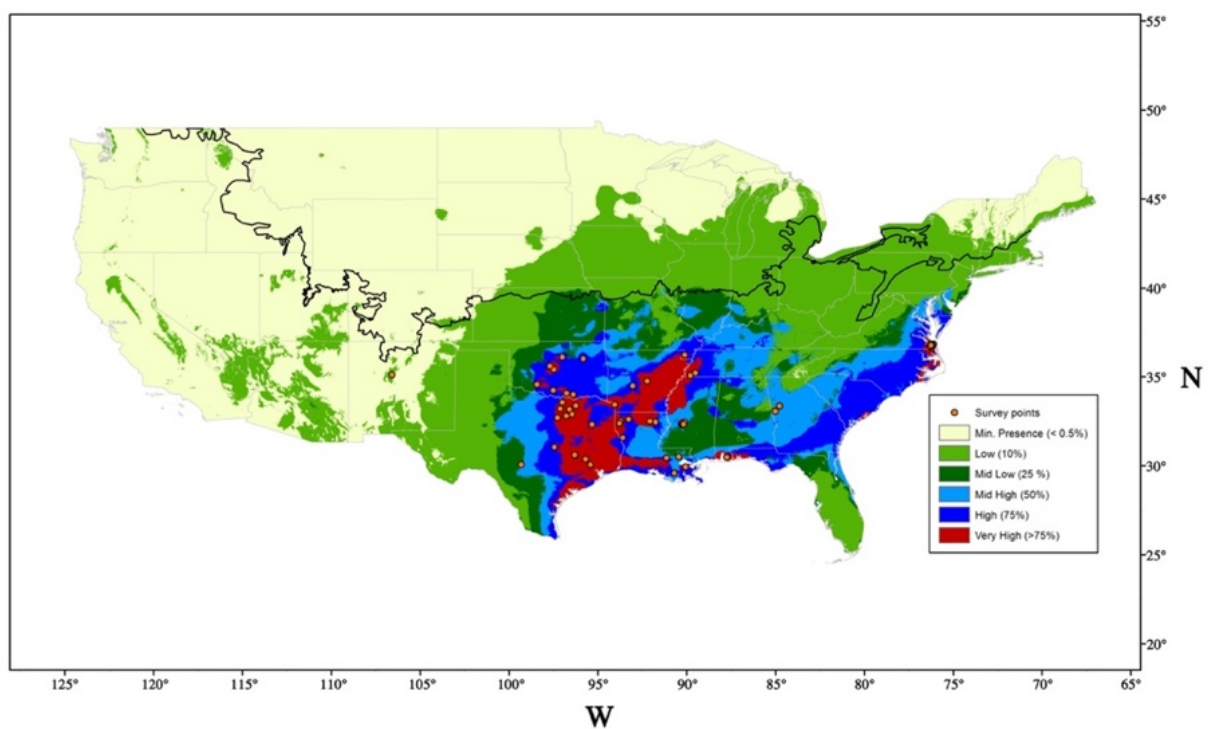 55°
50°
45°
40°
35°
30°
25°
20°
N
Survey points
Min. Presence (< 0.5%)
Low (10%)
Mid Low (25 %)
Mid High (50%)
High (75%)
Very High (>75%)
125° 120° 115° 110° 105° 100° 95° 90° 85° 80° 75° 70° 65°
W